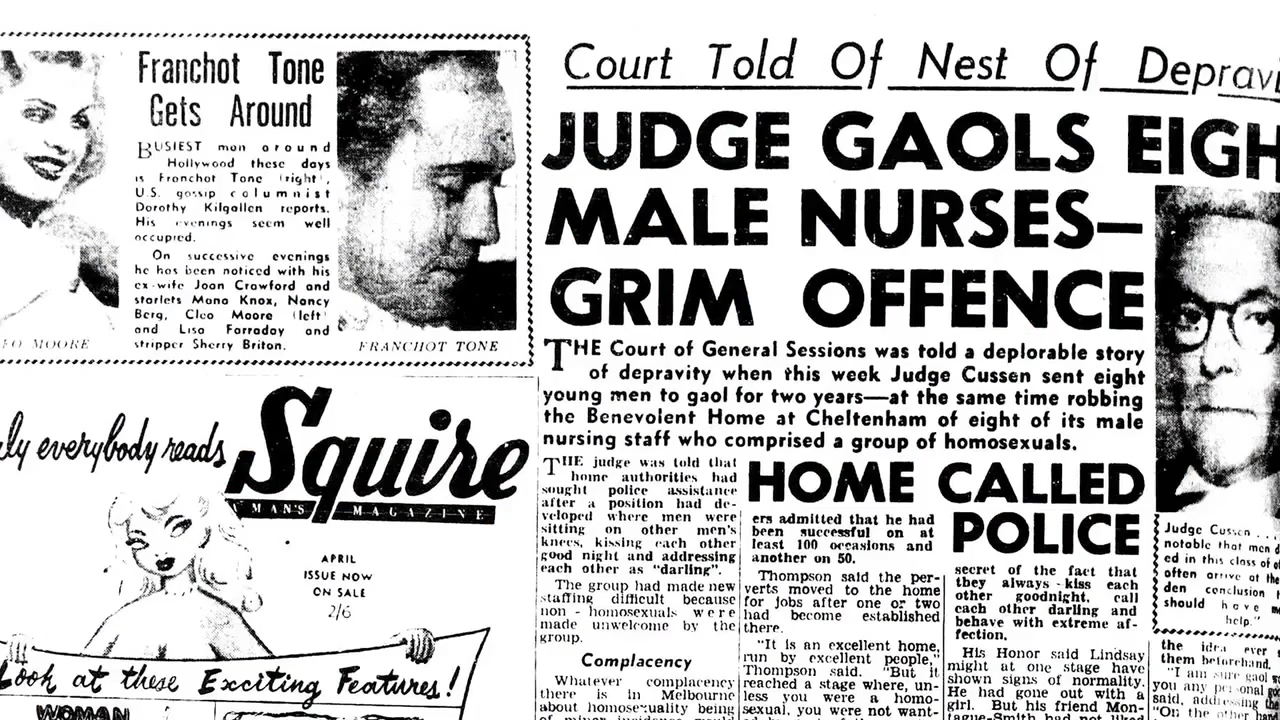 Franchot Tone
Gets Around
BUSIEST man around
Hollywood these days
is Franchot Tone (right),
U.S. gossip columnist
Dorothy Kilgallen reports.
His evenings seem well
occupied.
On successive evenings
he has been noticed with his
ex-wife Joan Crawford and
starlets Mona Knox, Nancy
Berg, Cleo Moore (left)
and Lisa Farraday and
stripper Sherry Briton.
EO MOORE
FRANCHOT TONE
ly everybody reads
Squire
MAN'S MAGAZINE
APRIL
ISSUE NOW
ON SALE
2/6
Look at these Exciting Features!
WOMAN
Court Told Of Nest Of Depravi
JUDGE GAOLS EIGH
MALE NURSES—
GRIM OFFENCE
THE Court of General Sessions was told a deplorable story
of depravity when this week Judge Cussen sent eight
young men to gaol for two years—at the same time robbing
the Benevolent Home at Cheltenham of eight of its male
nursing staff who comprised a group of homosexuals.
THE judge was told that
home authorities had
sought police assistance
after a position had de-
veloped where men were
sitting on other men's
knees, kissing each other
good night and addressing
each other as "darling".
The group had made new
staffing difficult because
non - homosexuals were
made unwelcome by the
group.
Complacency
Whatever complacency
there is in Melbourne
about homosexuality being
of minor incidence would
HOME CALLED
POLICE
ers admitted that he had
been successful on at
least 100 occasions and
another on 50.
Thompson said the per-
verts moved to the home
for jobs after one or two
had become established
there.
"It is an excellent home,
run by excellent people,"
Thompson said. "But it
reached a stage where, un-
less you were a homo-
sexual, you were not want-
secret of the fact that
they always kiss each
other goodnight, call
each other darling and
behave with extreme af-
fection.
His Honor said Lindsay
might at one stage have
shown signs of normality.
He had gone out with a
girl. But his friend Mon-
tague-Smith had not liked
Judge Cussen . . .
notable that men
ed in this class of
often arrive at the
den conclusion
should have
help."
the idea ever
them beforehand.
"I am sure
you any personal
said, addressing
"On the other